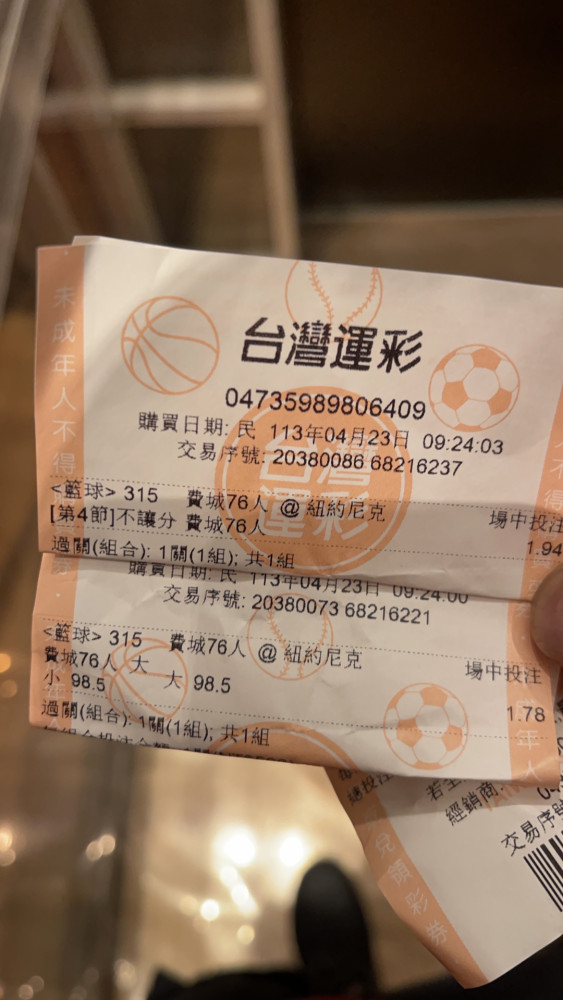 台灣運彩
04735989806409
購買日期: 民 113年04月23日 09:24:03
交易序號: 20380086 68216237
<籃球> 315 費城76人 @ 紐約尼克 場中投注
[第4節]不讓分 費城76人 1.94
過關(組合): 1關(1組); 共1組
購買日期: 民 113年04月23日 09:24:00
交易序號: 20380073 68216221
<籃球> 315 費城76人 @ 紐約尼克 場中投注
費城76人 大
小 98.5 大 98.5 1.78
過關(組合): 1關(1組); 共1組
未成年人不得
經銷商:
交易序號
兌領彩券